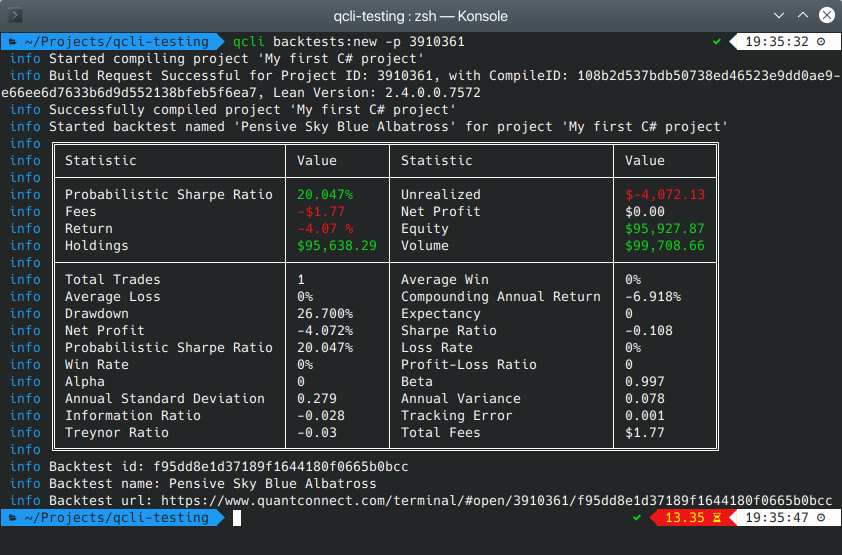 qcli-testing : zsh — Konsole
~/Projects/qcli-testing qcli backtests:new -p 3910361 19:35:32
info Started compiling project 'My first C# project'
info Build Request Successful for Project ID: 3910361, with CompileID: 108b2d537bdb50738ed46523e9dd0ae9-
e66ee6d7633b6d9d552138bfeb5f6ea7, Lean Version: 2.4.0.0.7572
info Successfully compiled project 'My first C# project'
info Started backtest named 'Pensive Sky Blue Albatross' for project 'My first C# project'
info
info Statistic Value Statistic Value
info
info Probabilistic Sharpe Ratio 20.047% Unrealized $-4,072.13
info Fees -$1.77 Net Profit $0.00
info Return -4.07 % Equity $95,927.87
info Holdings $95,638.29 Volume $99,708.66
info
info Total Trades 1 Average Win 0%
info Average Loss 0% Compounding Annual Return -6.918%
info Drawdown 26.700% Expectancy 0
info Net Profit -4.072% Sharpe Ratio -0.108
info Probabilistic Sharpe Ratio 20.047% Loss Rate 0%
info Win Rate 0% Profit-Loss Ratio 0
info Alpha 0 Beta 0.997
info Annual Standard Deviation 0.279 Annual Variance 0.078
info Information Ratio -0.028 Tracking Error 0.001
info Treynor Ratio -0.03 Total Fees $1.77
info
info Backtest id: f95dd8e1d37189f1644180f0665b0bcc
info Backtest name: Pensive Sky Blue Albatross
info Backtest url: https://www.quantconnect.com/terminal/#open/3910361/f95dd8e1d37189f1644180f0665b0bcc
~/Projects/qcli-testing 13.35 19:35:47